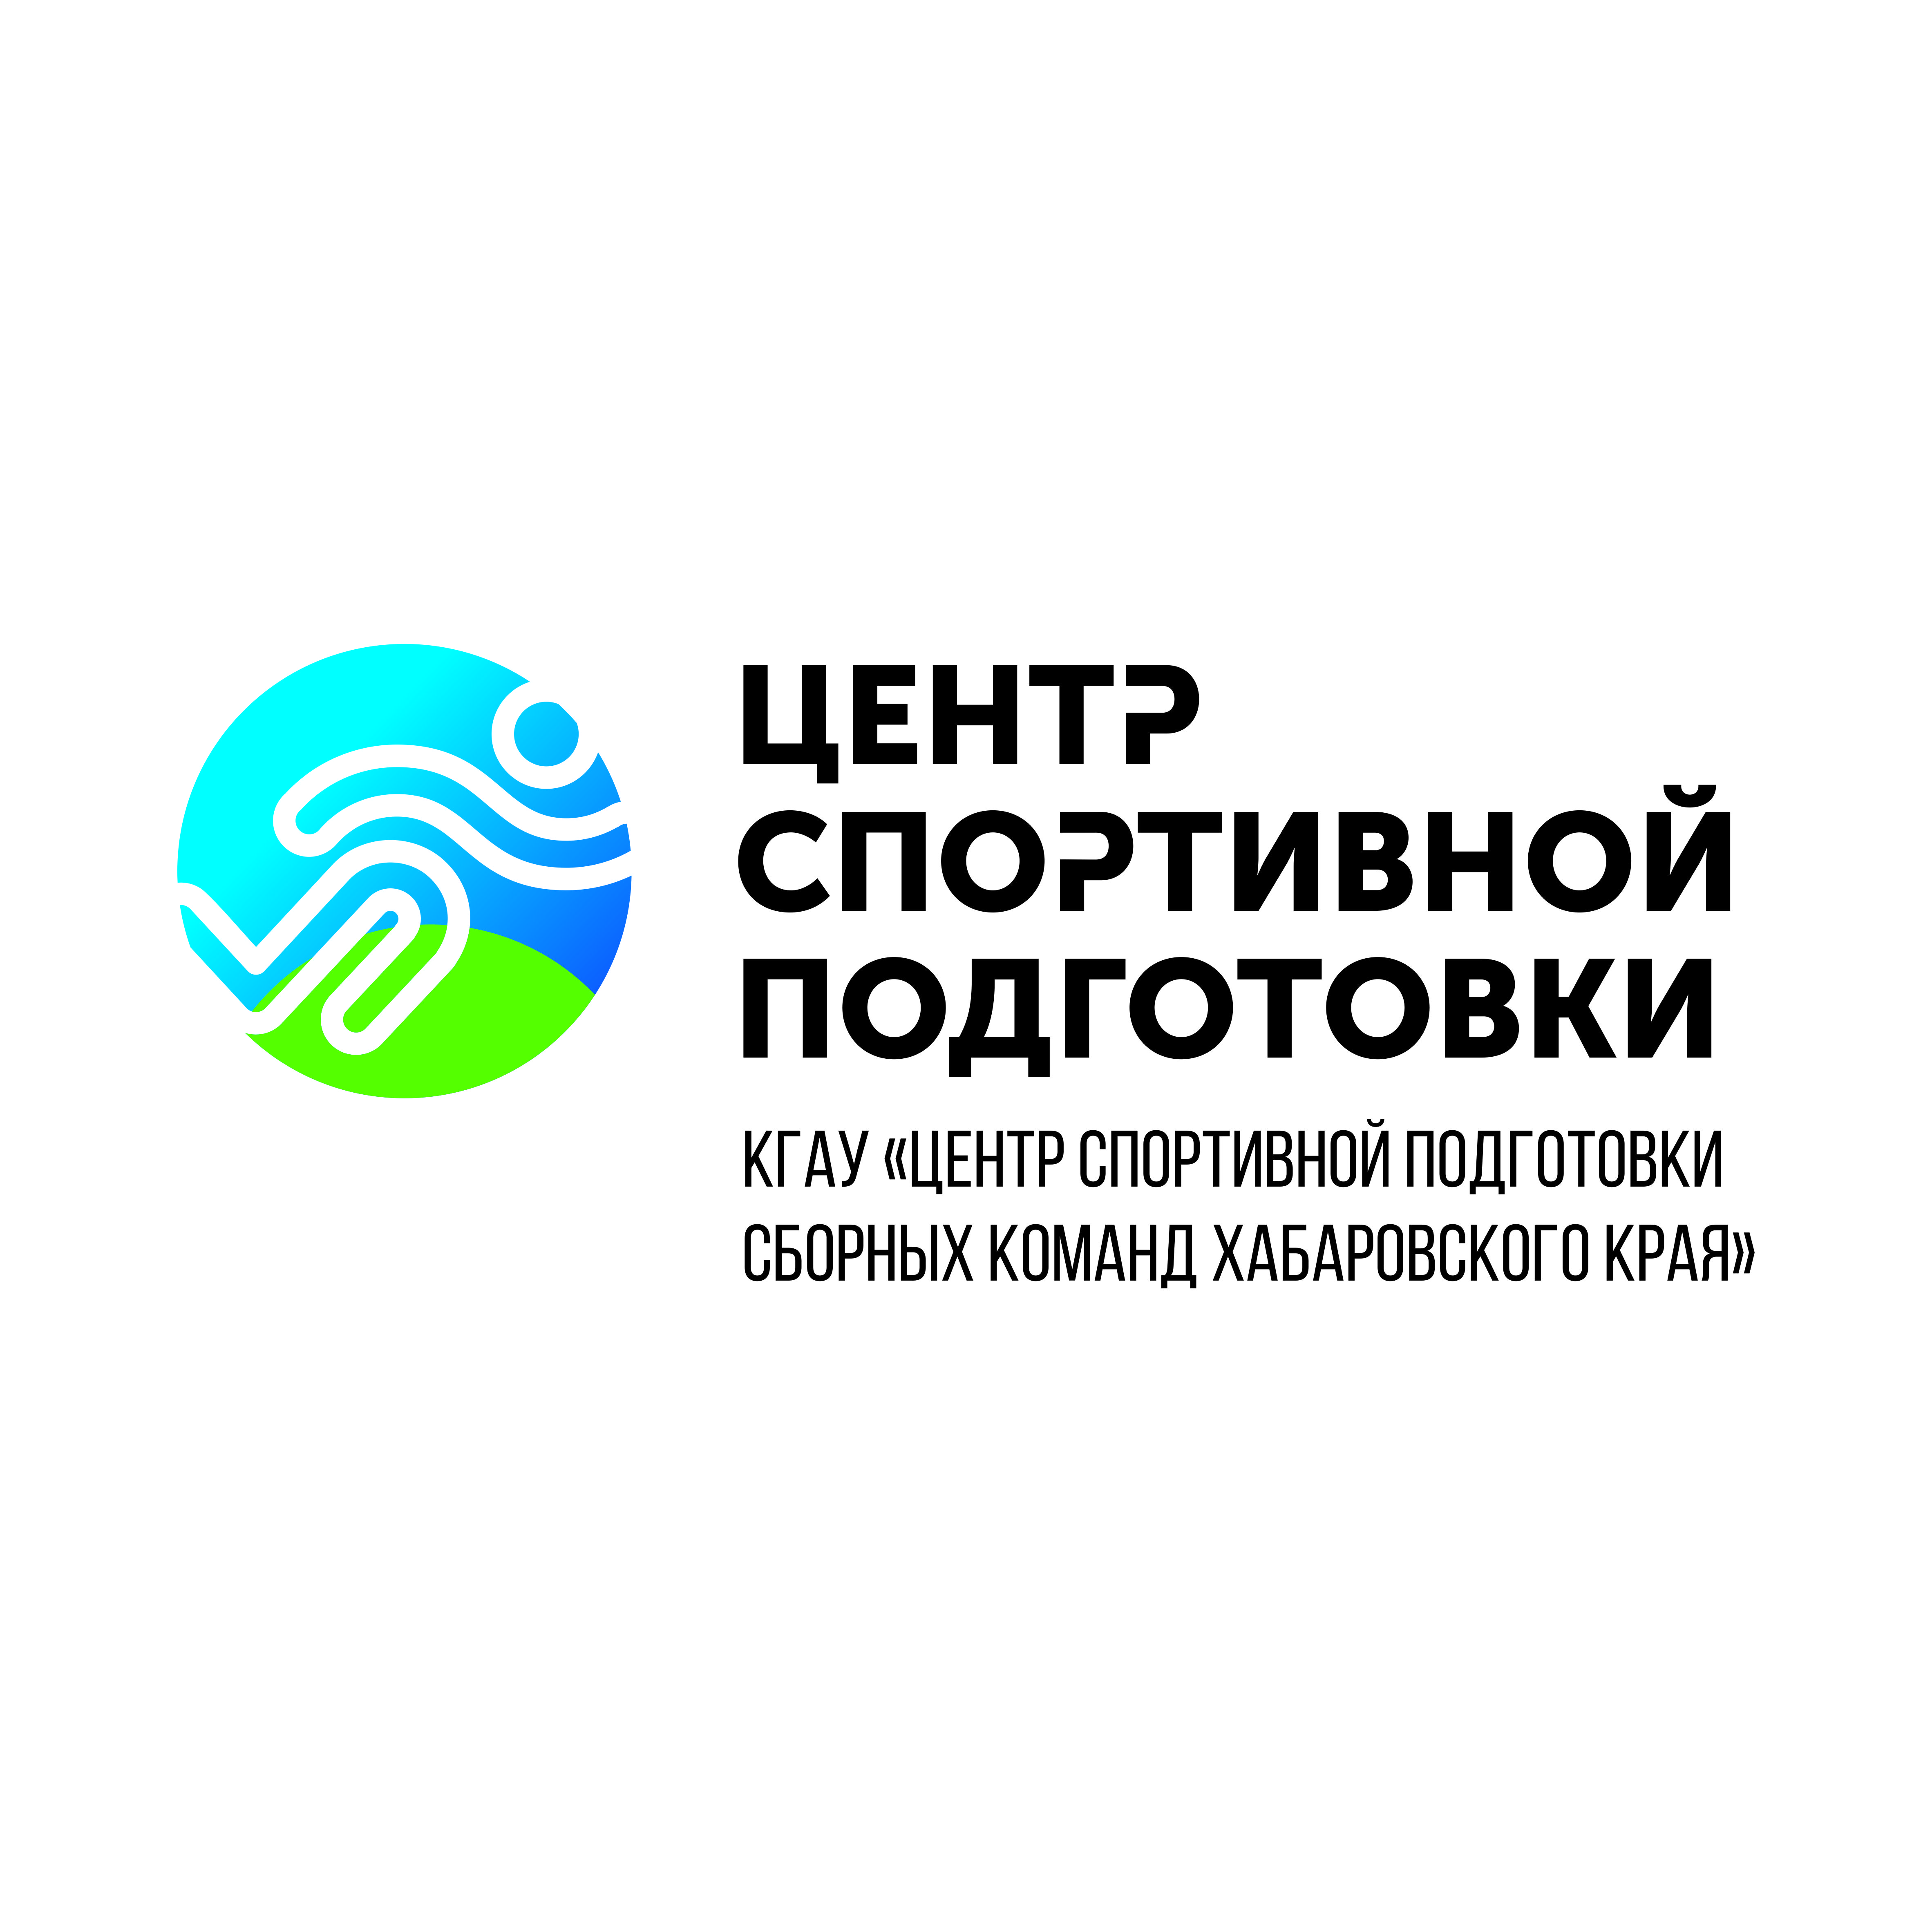 ЦЕНТР
СПОРТИВНОЙ
ПОДГОТОВКИ
КГАУ «ЦЕНТР СПОРТИВНОЙ ПОДГОТОВКИ
СБОРНЫХ КОМАНД ХАБАРОВСКОГО КРАЯ»